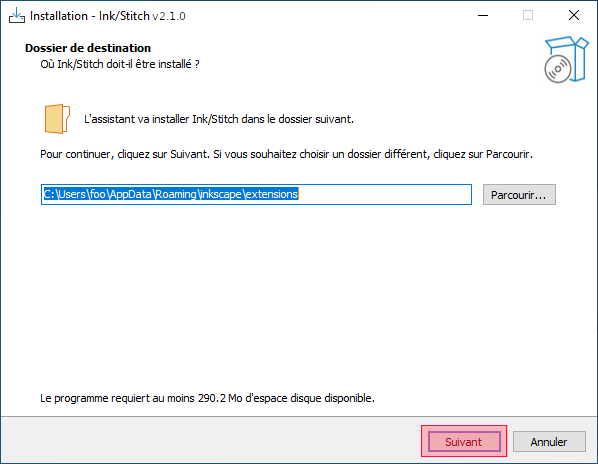 Installation - Ink/Stitch v2.1.0
Dossier de destination
Où Ink/Stitch doit-il être installé ?
L'assistant va installer Ink/Stitch dans le dossier suivant.
Pour continuer, cliquez sur Suivant. Si vous souhaitez choisir un dossier différent, cliquez sur Parcourir.
C:\Users\foo\AppData\Roaming\inkscape\extensions
Parcourir...
Le programme requiert au moins 290.2 Mo d'espace disque disponible.
Suivant
Annuler